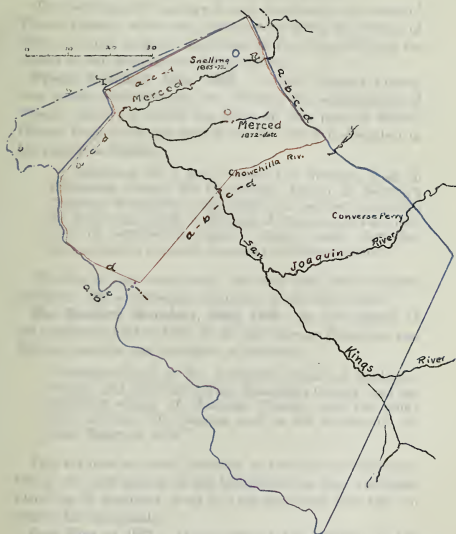 0 10 20 30
Snelling
1855-72
a-c-d
Merced
a-b-c-d
Merced
1872-date
a-c-d
Chowchilla Riv.
a-b-c-d
Converse Ferry
San Joaquin River
d
a-b-c
Kings River